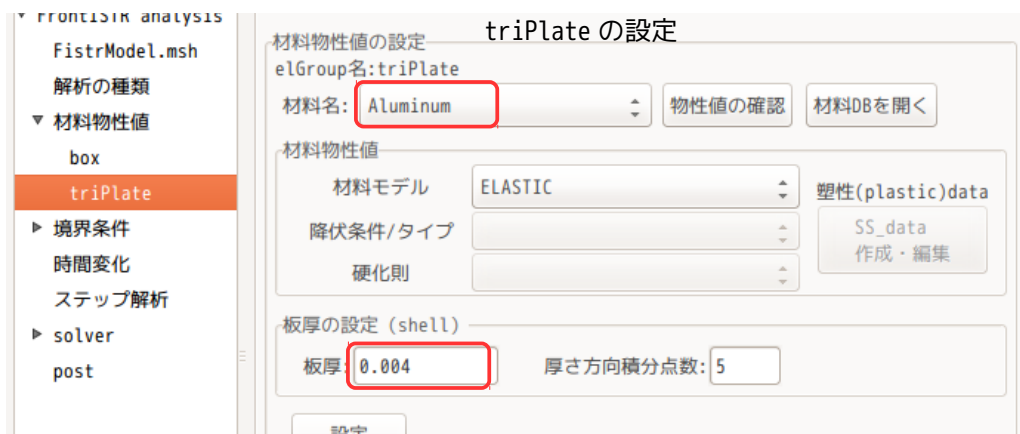 FrontISTR analysis
FistrModel.msh
解析の種類
材料物性値
box
triPlate
境界条件
時間変化
ステップ解析
solver
post
triPlate の設定
材料物性値の設定
elGroup名:triPlate
材料名: Aluminum 物性値の確認 材料DBを開く
材料物性値
材料モデル ELASTIC 塑性(plastic)data
降伏条件/タイプ SS_data
作成・編集
硬化則
板厚の設定 (shell)
板厚: 0.004 厚さ方向積分点数: 5
設定